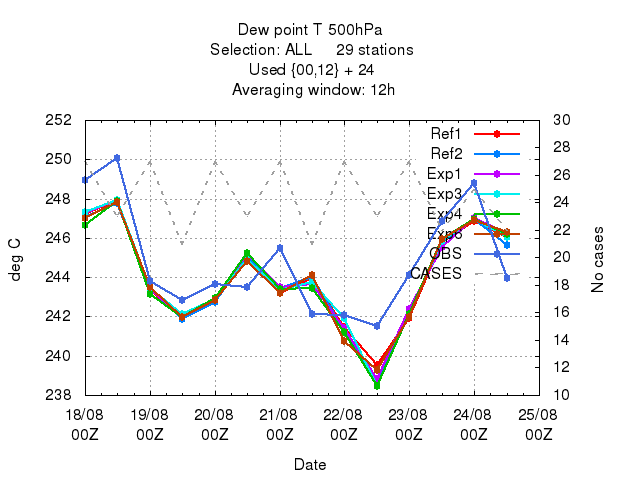 Dew point T 500hPa
Selection: ALL 29 stations
Used {00,12} + 24
Averaging window: 12h
252
250
248
246
244
242
240
238
deg C
30
28
26
24
22
20
18
16
14
12
10
No cases
Ref1
Ref2
Exp1
Exp3
Exp4
Exp6
OBS
CASES
18/08 19/08 20/08 21/08 22/08 23/08 24/08 25/08
00Z 00Z 00Z 00Z 00Z 00Z 00Z 00Z
Date